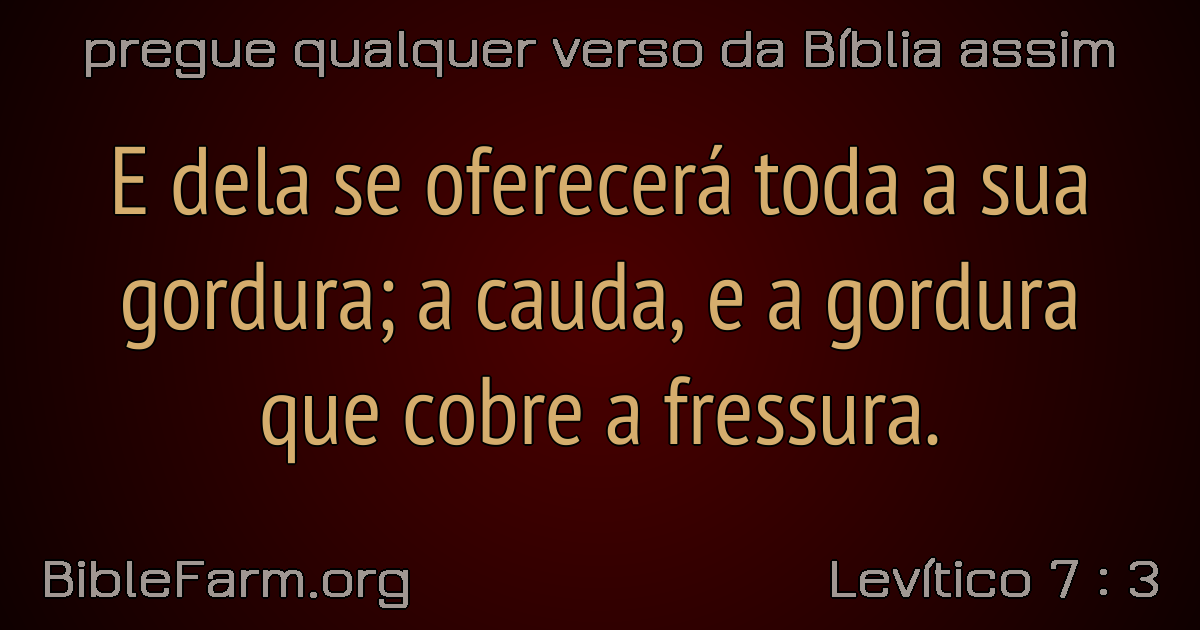 pregue qualquer verso da Bíblia assim
E dela se oferecerá toda a sua
gordura; a cauda, e a gordura
que cobre a fressura.
BibleFarm.org
Levítico 7 : 3